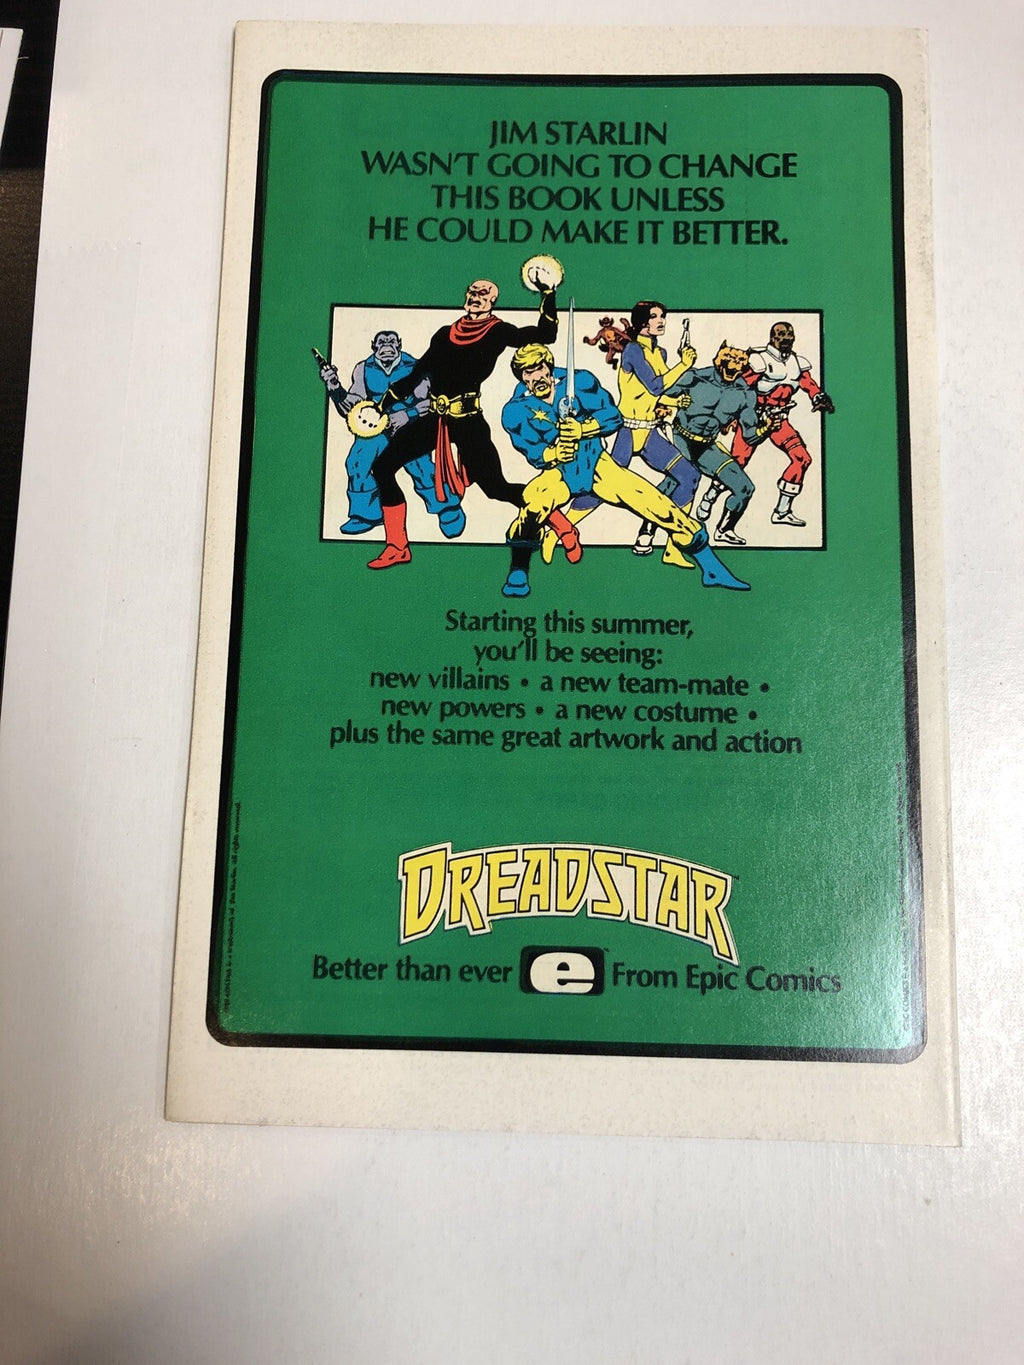 JIM STARLIN
WASN'T GOING TO CHANGE
THIS BOOK UNLESS
HE COULD MAKE IT BETTER.
Starting this summer,
you'll be seeing:
new villains • a new team-mate •
new powers • a new costume •
plus the same great artwork and action
DREADSTAR™
Better than ever e™ From Epic Comics